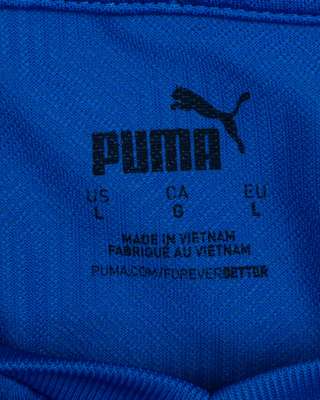 PUMA
US CA EU
L G L
MADE IN VIETNAM
FABRIQUÉ AU VIETNAM
PUMA.COM/FOREVERBETTER